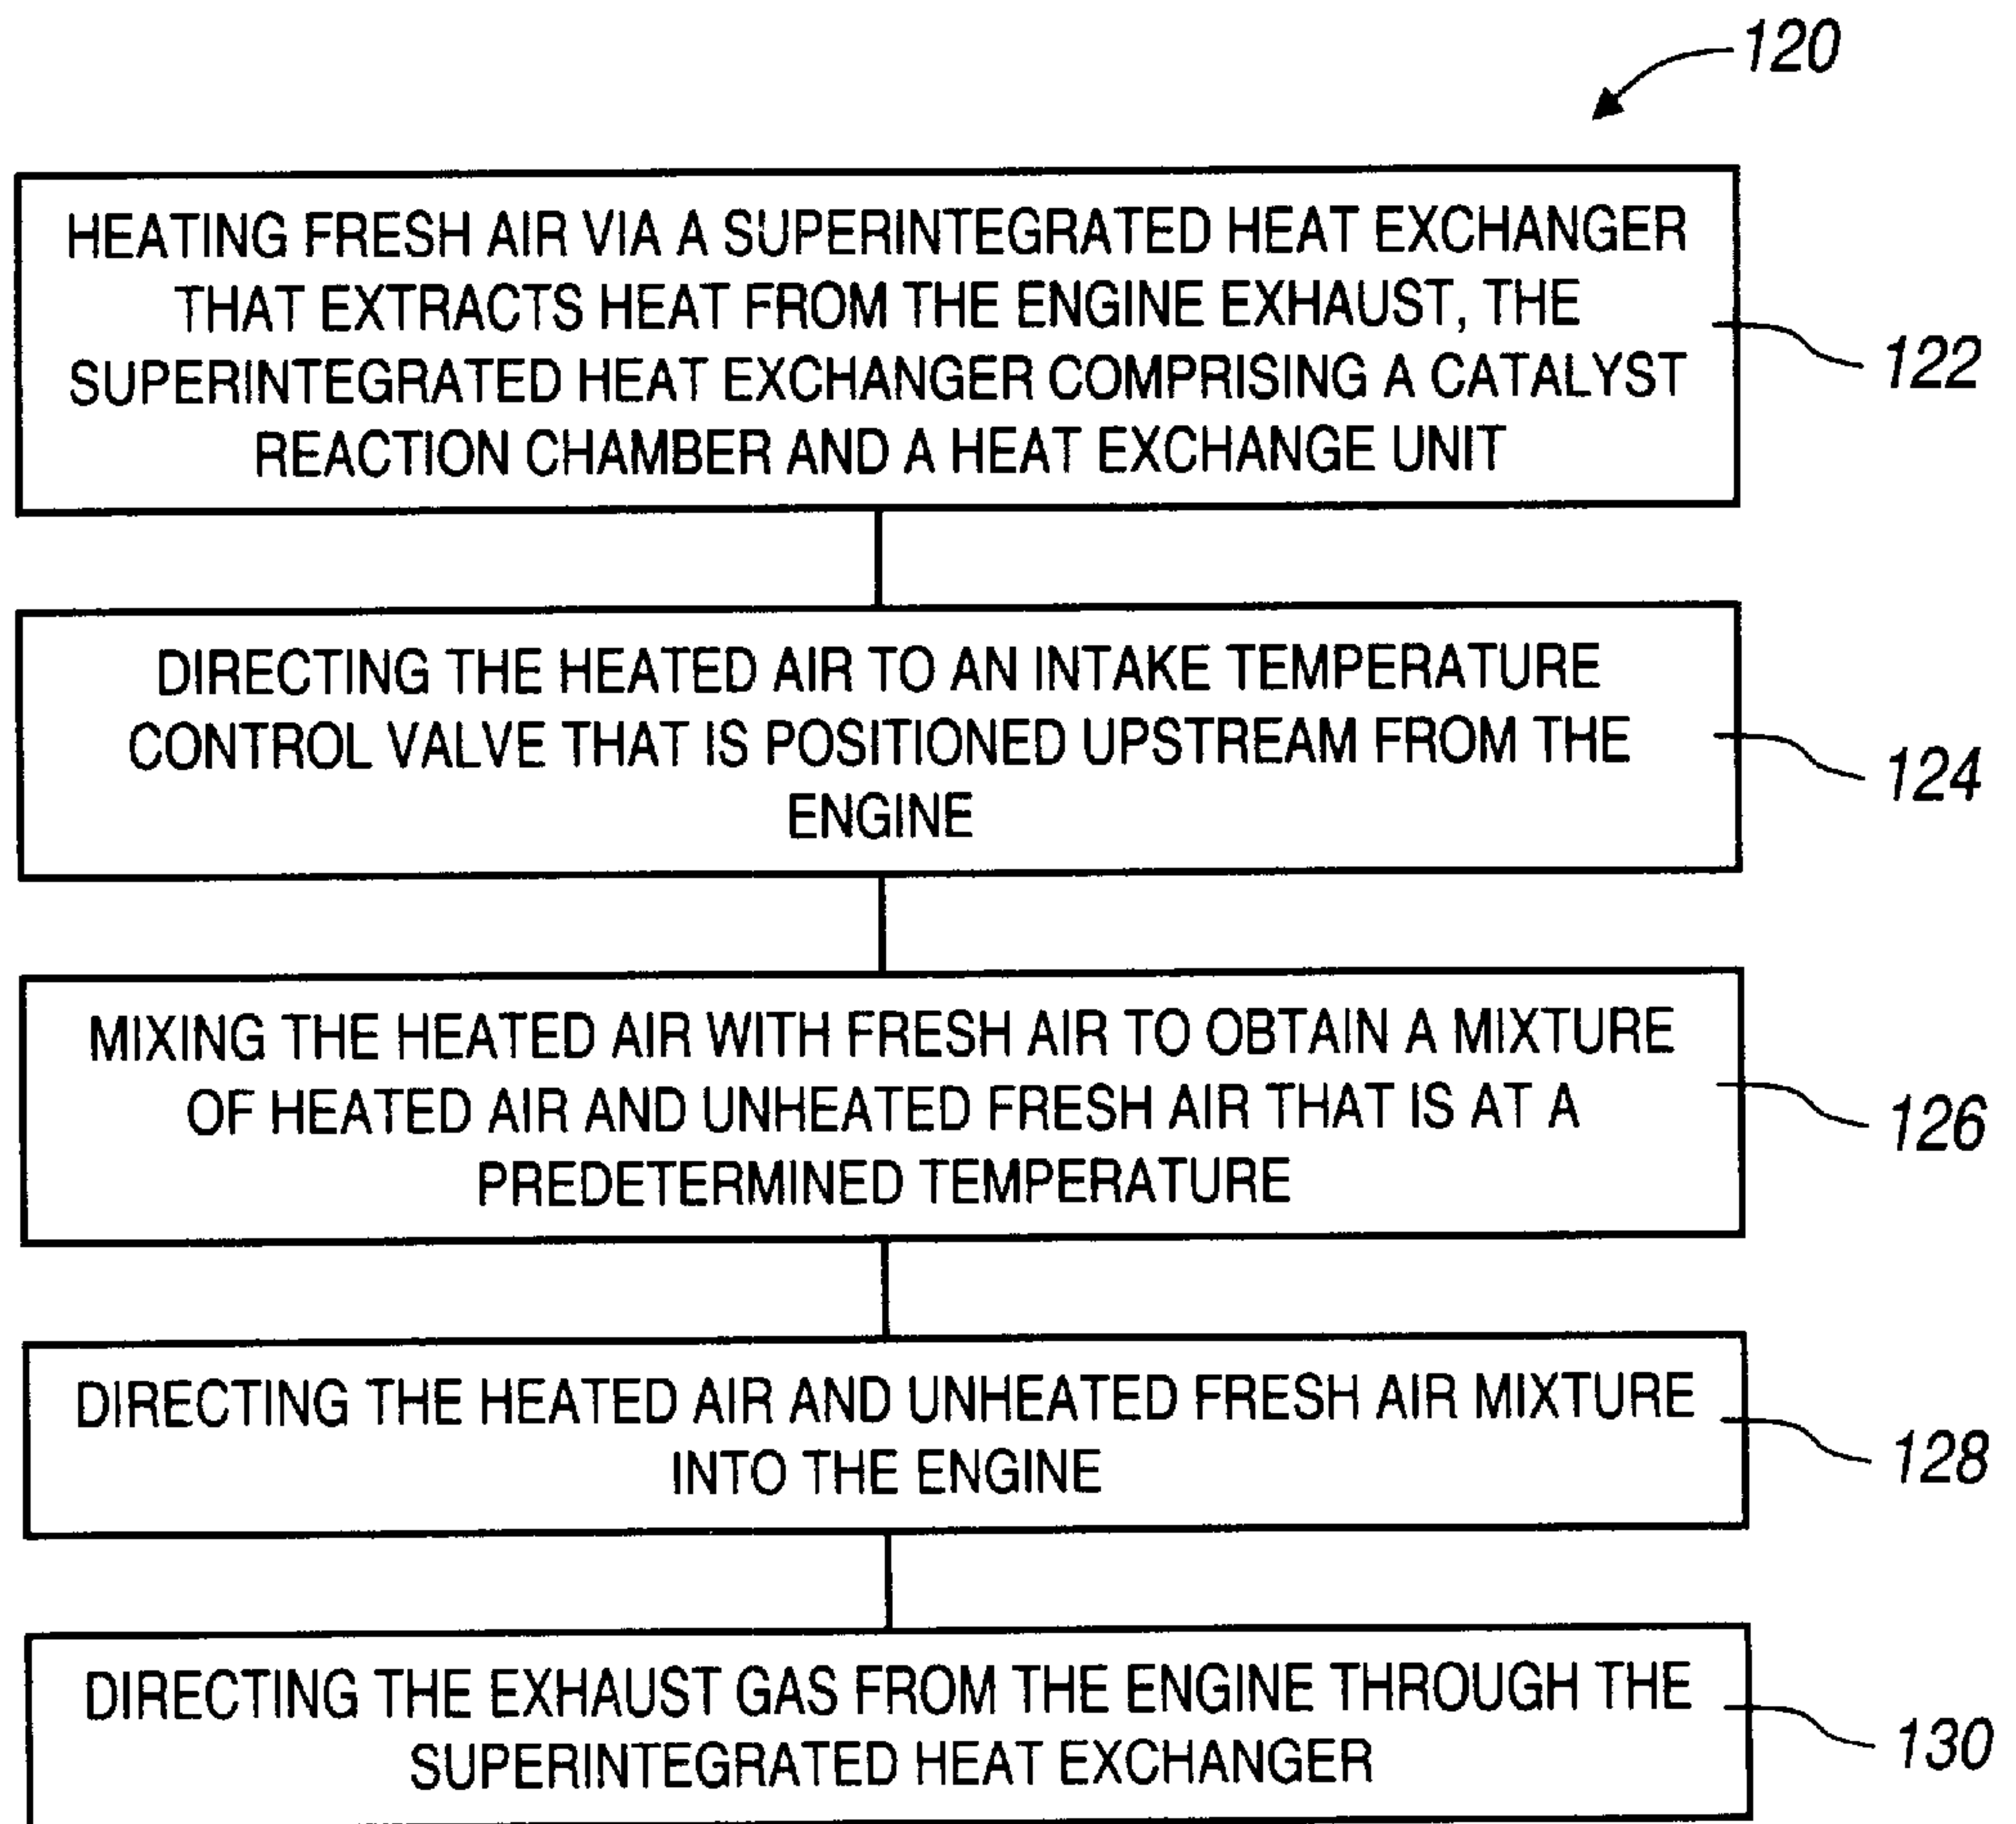 120
HEATING FRESH AIR VIA A SUPERINTEGRATED HEAT EXCHANGER
THAT EXTRACTS HEAT FROM THE ENGINE EXHAUST, THE
SUPERINTEGRATED HEAT EXCHANGER COMPRISING A CATALYST
REACTION CHAMBER AND A HEAT EXCHANGE UNIT
122
DIRECTING THE HEATED AIR TO AN INTAKE TEMPERATURE
CONTROL VALVE THAT IS POSITIONED UPSTREAM FROM THE
ENGINE
124
MIXING THE HEATED AIR WITH FRESH AIR TO OBTAIN A MIXTURE
OF HEATED AIR AND UNHEATED FRESH AIR THAT IS AT A
PREDETERMINED TEMPERATURE
126
DIRECTING THE HEATED AIR AND UNHEATED FRESH AIR MIXTURE
INTO THE ENGINE
128
DIRECTING THE EXHAUST GAS FROM THE ENGINE THROUGH THE
SUPERINTEGRATED HEAT EXCHANGER
130